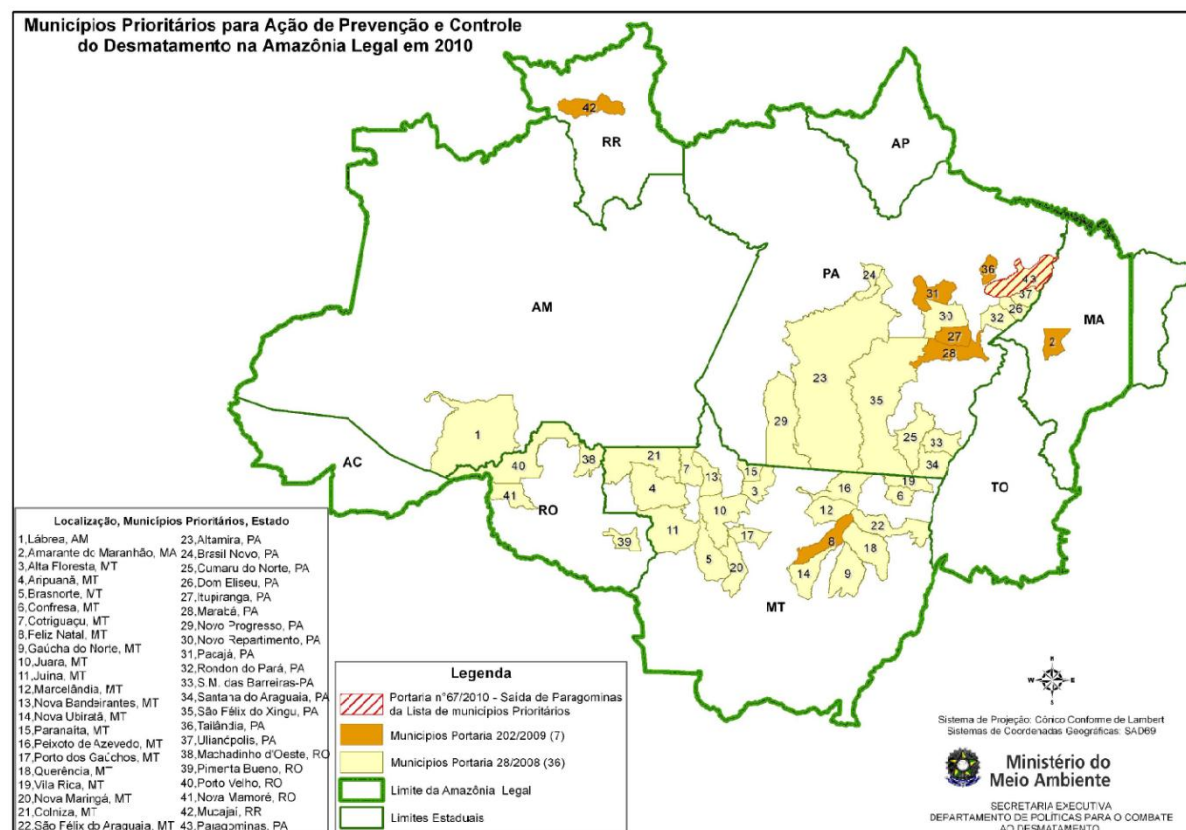 Municípios Prioritários para Ação de Prevenção e Controle
do Desmatamento na Amazônia Legal em 2010
42
RR
AP
PA
24
36
43
31
37
26
30
32
MA
AM
27
2
28
23
35
29
1
25
33
AC
40
38
21
7
15
34
13
3
19
TO
16
6
41
4
10
12
RO
22
11
17
8
18
39
5
20
14
9
MT
Localização, Municípios Prioritários, Estado
1,Lábrea, AM
2,Amarante do Maranhão, MA
3,Alta Floresta, MT
4,Aripuanã, MT
5,Brasnorte, MT
6,Confresa, MT
7,Cotriguaçu, MT
8,Feliz Natal, MT
9,Gaúcha do Norte, MT
10,Juara, MT
11,Juina, MT
12,Marcelândia, MT
13,Nova Bandeirantes, MT
14,Nova Ubiratã, MT
15,Paranaíta, MT
16,Peixoto de Azevedo, MT
17,Porto dos Gaúchos, MT
18,Querência, MT
19,Vila Rica, MT
20,Nova Maringá, MT
21,Colniza, MT
22,São Félix do Araguaia, MT
23,Altamira, PA
24,Brasil Novo, PA
25,Cumaru do Norte, PA
26,Dom Eliseu, PA
27,Itupiranga, PA
28,Marabá, PA
29,Novo Progresso, PA
30,Novo Repartimento, PA
31,Pacajá, PA
32,Rondon do Pará, PA
33,S.M. das Barreiras-PA
34,Santana do Araguaia, PA
35,São Félix do Xingu, PA
36,Tailândia, PA
37,Ulianópolis, PA
38,Machadinho d'Oeste, RO
39,Pimenta Bueno, RO
40,Porto Velho, RO
41,Nova Mamoré, RO
42,Mucajaí, RR
43,Paragominas, PA
Legenda
Portaria n°67/2010 - Saída de Paragominas
da Lista de municípios Prioritários
Municípios Portaria 202/2009 (7)
Municípios Portaria 28/2008 (36)
Limite da Amazônia Legal
Limites Estaduais
N
W E
S
Sistema de Projeção: Cônico Conforme de Lambert
Sistemas de Coordenadas Geográficas: SAD69
Ministério do
Meio Ambiente
SECRETARIA EXECUTIVA
DEPARTAMENTO DE POLÍTICAS PARA O COMBATE
AO DESMATAMENTO